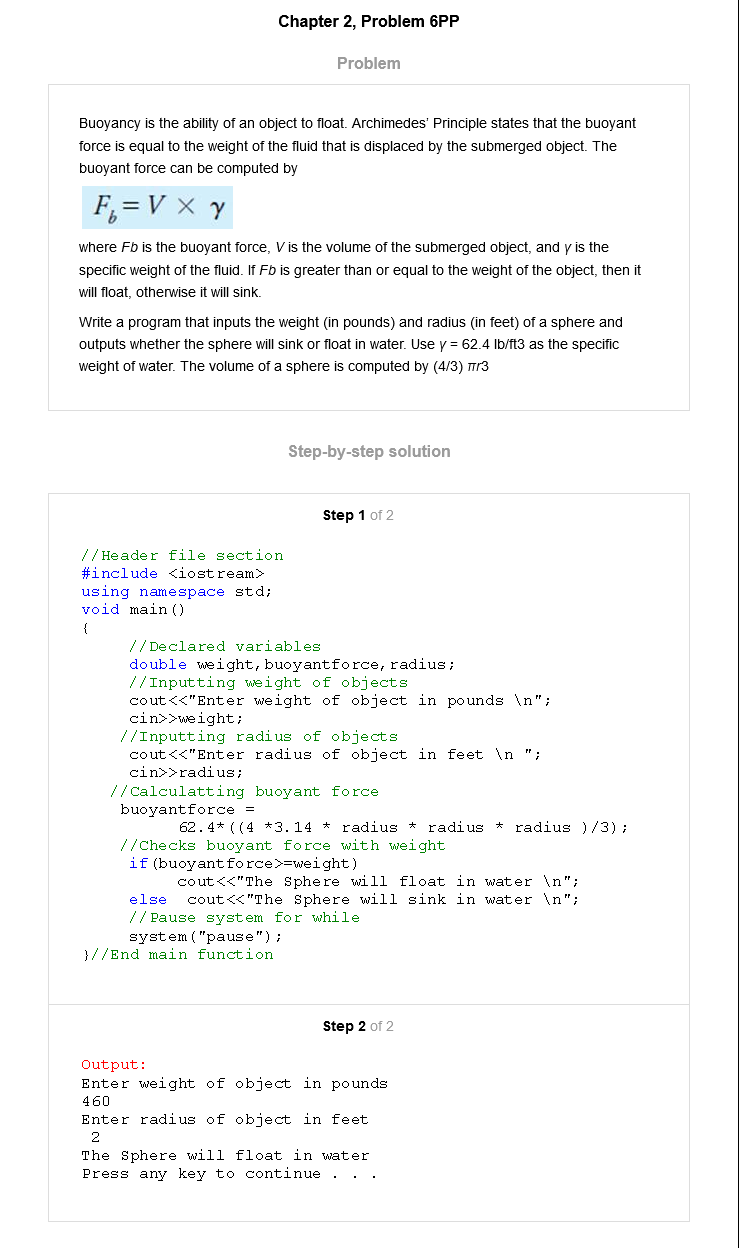 Chapter 2, Problem 6PP
Problem
Buoyancy is the ability of an object to float. Archimedes' Principle states that the buoyant
force is equal to the weight of the fluid that is displaced by the submerged object. The
buoyant force can be computed by
F_b = V × γ
where Fb is the buoyant force, V is the volume of the submerged object, and γ is the
specific weight of the fluid. If Fb is greater than or equal to the weight of the object, then it
will float, otherwise it will sink.
Write a program that inputs the weight (in pounds) and radius (in feet) of a sphere and
outputs whether the sphere will sink or float in water. Use γ = 62.4 lb/ft3 as the specific
weight of water. The volume of a sphere is computed by (4/3) πr3
Step-by-step solution
Step 1 of 2
//Header file section
#include <iostream>
using namespace std;
void main()
{
//Declared variables
double weight,buoyantforce,radius;
//Inputting weight of objects
cout<<"Enter weight of object in pounds \n";
cin>>weight;
//Inputting radius of objects
cout<<"Enter radius of object in feet \n ";
cin>>radius;
//Calculatting buoyant force
buoyantforce =
62.4*((4 *3.14 * radius * radius * radius )/3);
//Checks buoyant force with weight
if(buoyantforce>=weight)
cout<<"The Sphere will float in water \n";
else cout<<"The Sphere will sink in water \n";
//Pause system for while
system("pause");
}//End main function
Step 2 of 2
Output:
Enter weight of object in pounds
460
Enter radius of object in feet
2
The Sphere will float in water
Press any key to continue . . .